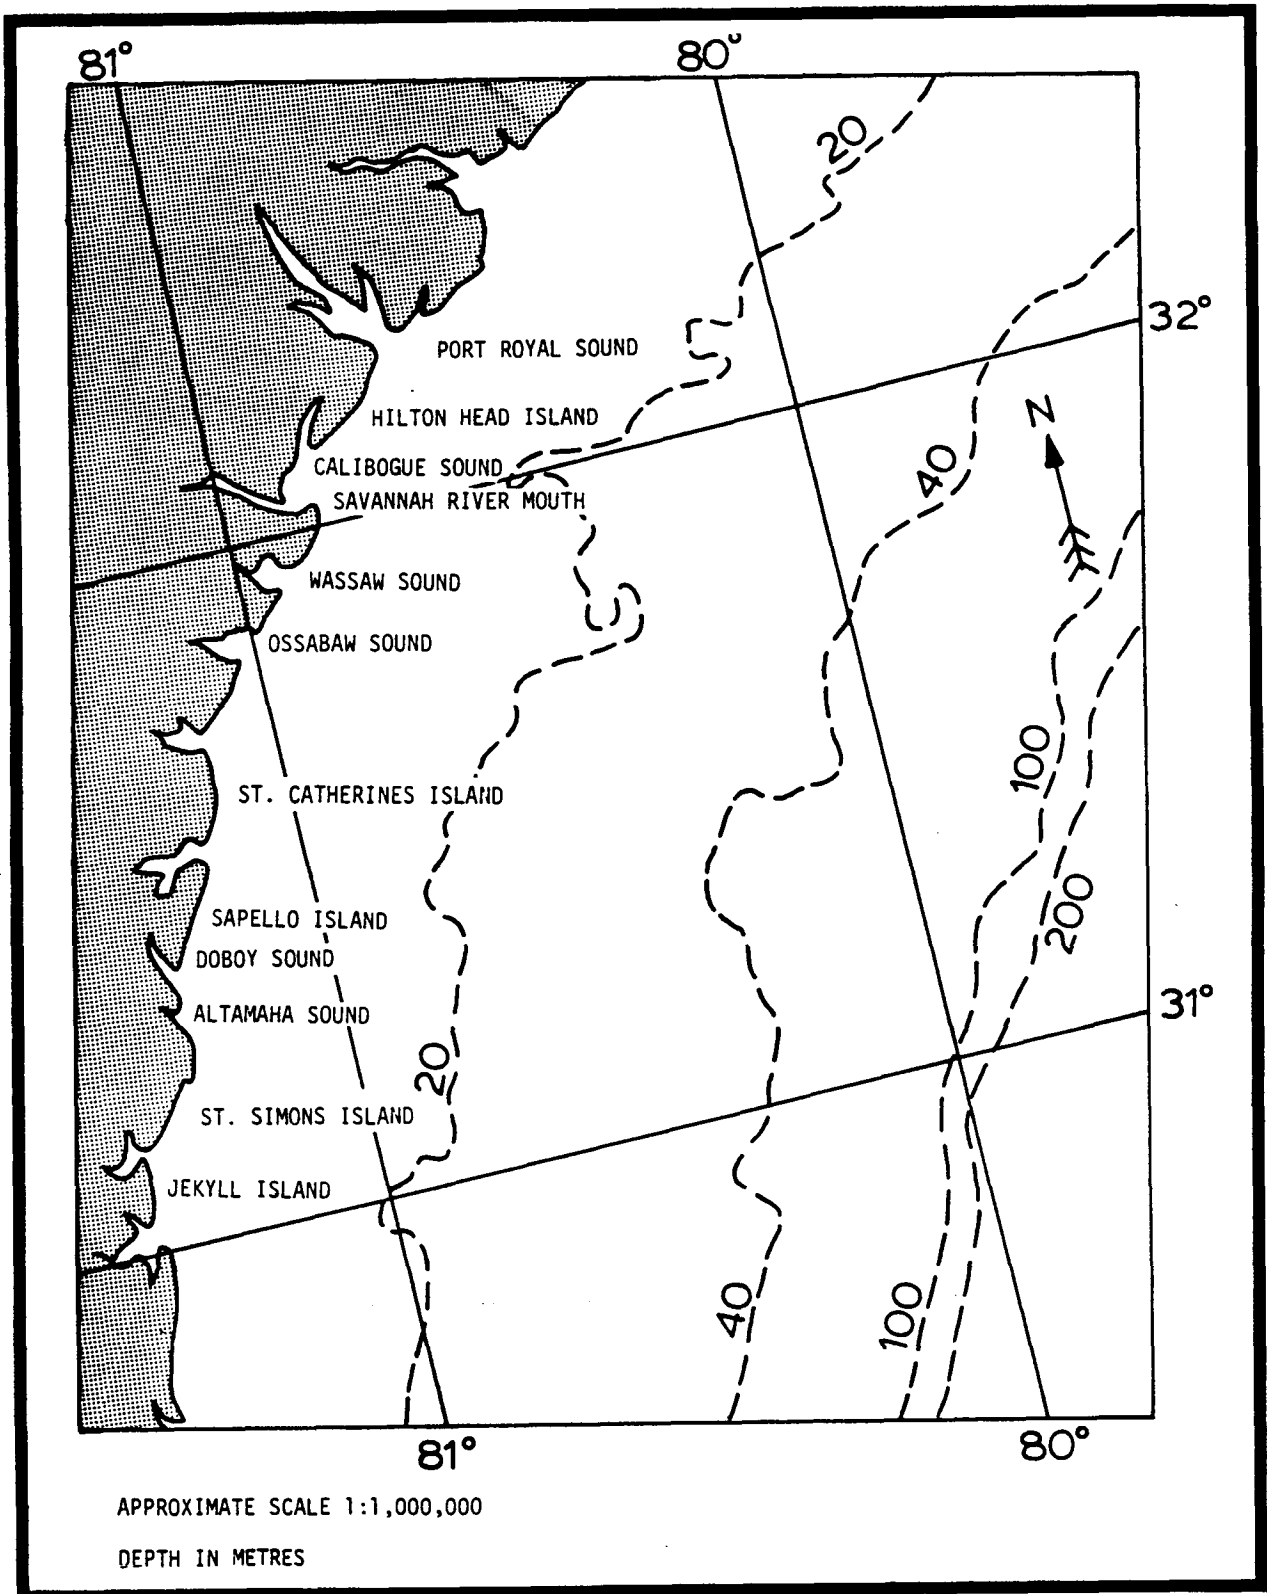 81°
80°
20
32°
PORT ROYAL SOUND
N
HILTON HEAD ISLAND
CALIBOGUE SOUND
40
SAVANNAH RIVER MOUTH
WASSAW SOUND
OSSABAW SOUND
100
ST. CATHERINES ISLAND
200
SAPELLO ISLAND
DOBOY SOUND
31°
ALTAMAHA SOUND
20
ST. SIMONS ISLAND
JEKYLL ISLAND
40
100
81°
80°
APPROXIMATE SCALE 1:1,000,000
DEPTH IN METRES